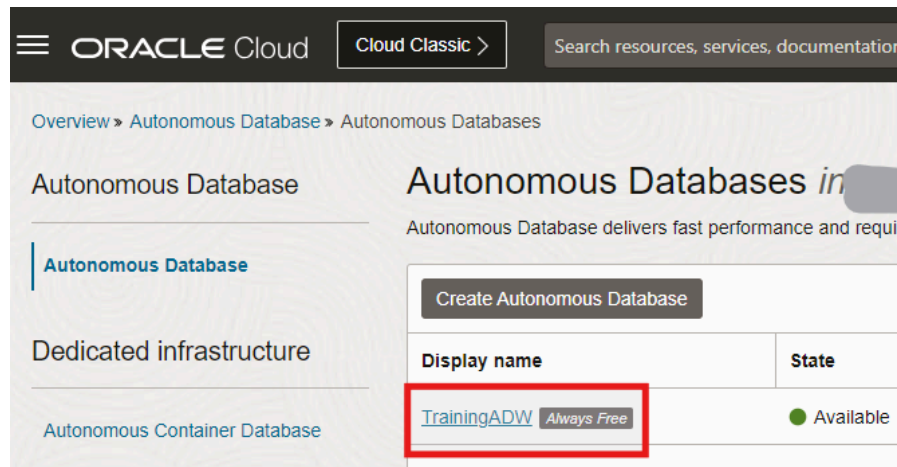 ORACLE Cloud
Cloud Classic >
Search resources, services, documentation
Overview » Autonomous Database » Autonomous Databases
Autonomous Database
Autonomous Database
Dedicated infrastructure
Autonomous Container Database
Autonomous Databases in
Autonomous Database delivers fast performance and requi
Create Autonomous Database
Display name State
TrainingADW Always Free Available